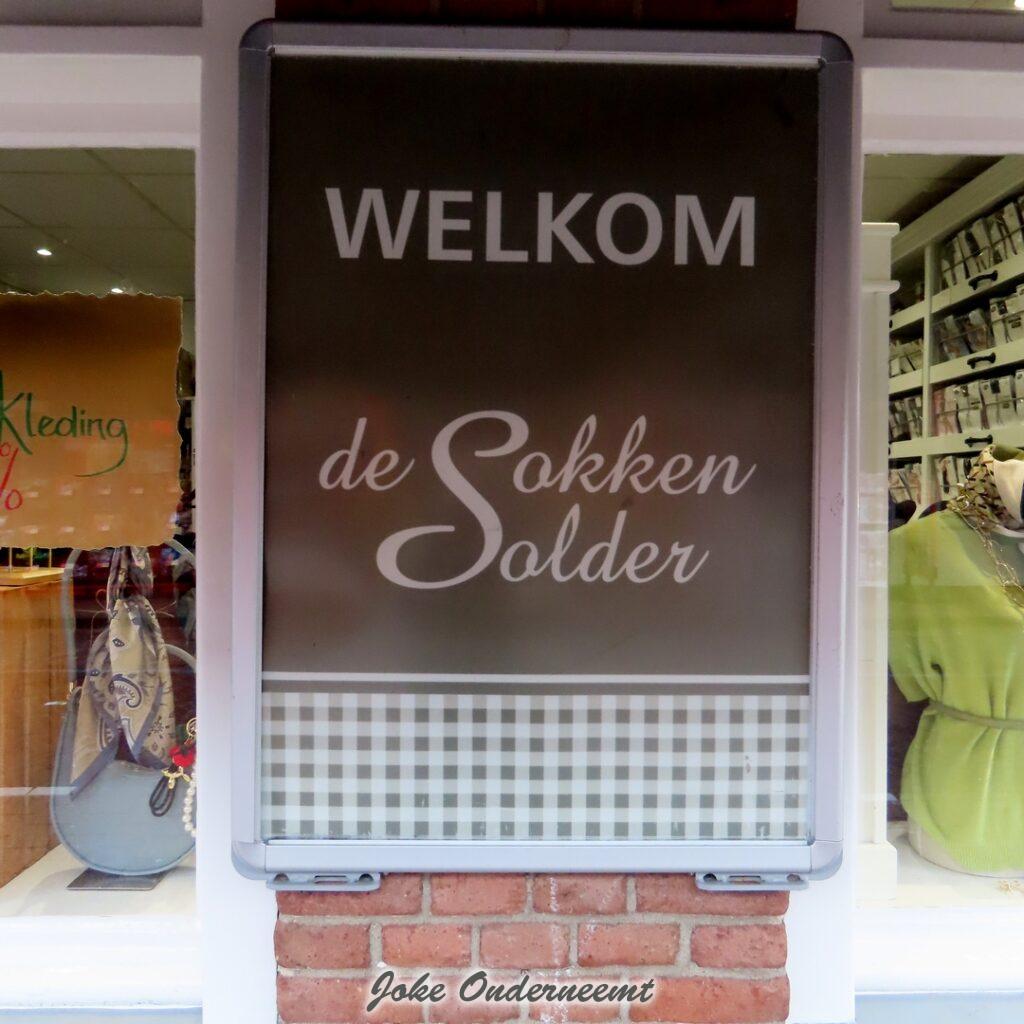 WELKOM
Kleding
%
de Sokken
Solder
Joke Onderneemt